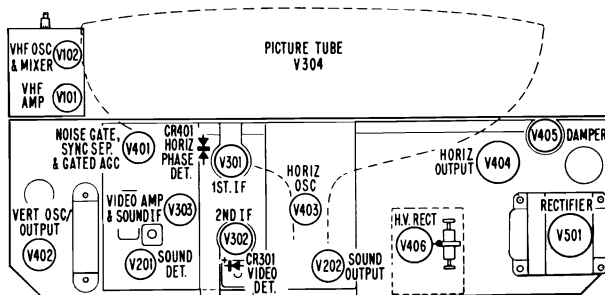 VHF OSC
& MIXER
V102
VHF
AMP
V101
PICTURE TUBE
V304
NOISE GATE,
SYNC SEP.
& GATED AGC
V401
CR401
HORIZ
PHASE
DET.
V301
1ST. IF
HORIZ
OSC
V403
HORIZ
OUTPUT
V404
V405
DAMPER
VERT OSC/
OUTPUT
V402
VIDEO AMP
& SOUND IF
V303
V201
SOUND
DET.
2ND IF
V302
+
CR301
VIDEO
DET.
V202
SOUND
OUTPUT
H.V. RECT
V406
RECTIFIER
V501